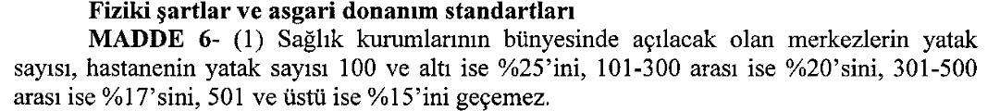 Fiziki şartlar ve asgari donanım standartları
MADDE 6- (1) Sağlık kurumlarının bünyesinde açılacak olan merkezlerin yatak
sayısı, hastanenin yatak sayısı 100 ve altı ise %25’ini, 101-300 arası ise %20’sini, 301-500
arası ise %17’sini, 501 ve üstü ise %15’ini geçemez.